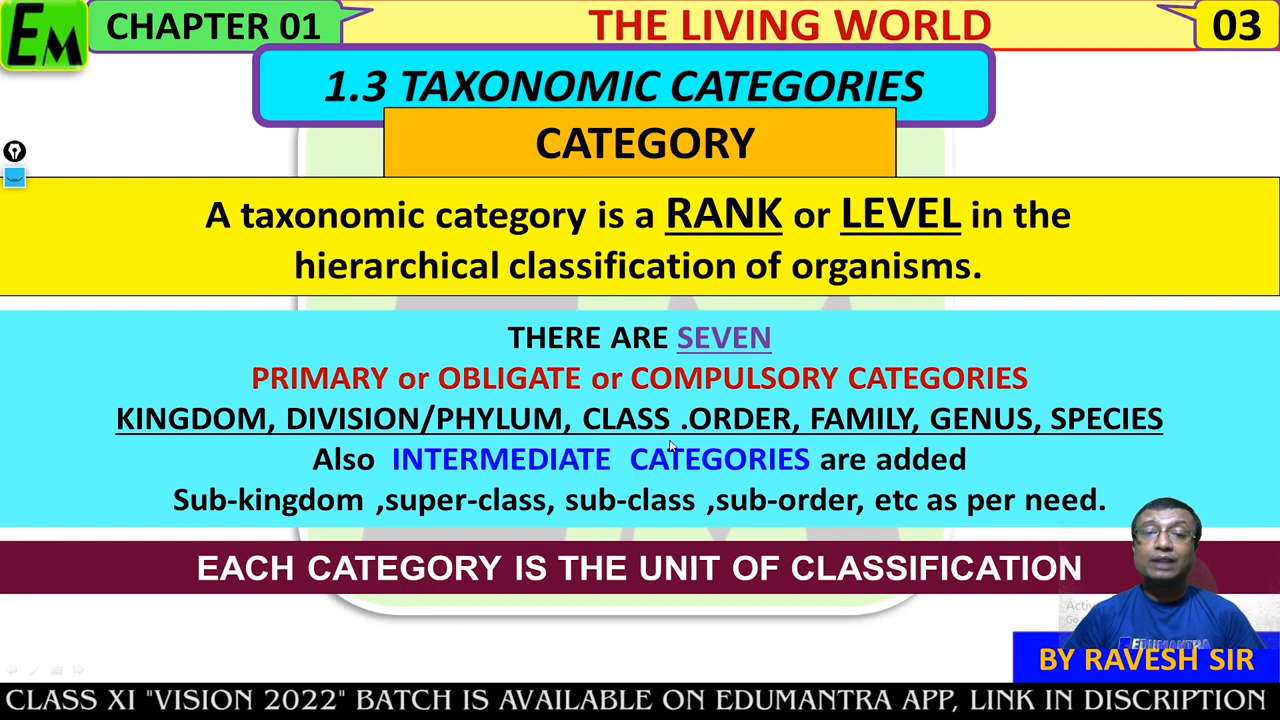 EM
CHAPTER 01
THE LIVING WORLD
03
1.3 TAXONOMIC CATEGORIES
CATEGORY
A taxonomic category is a RANK or LEVEL in the
hierarchical classification of organisms.
THERE ARE SEVEN
PRIMARY or OBLIGATE or COMPULSORY CATEGORIES
KINGDOM, DIVISION/PHYLUM, CLASS .ORDER, FAMILY, GENUS, SPECIES
Also INTERMEDIATE CATEGORIES are added
Sub-kingdom ,super-class, sub-class ,sub-order, etc as per need.
EACH CATEGORY IS THE UNIT OF CLASSIFICATION
EDUMANTRA
BY RAVESH SIR
CLASS XI "VISION 2022" BATCH IS AVAILABLE ON EDUMANTRA APP, LINK IN DISCRIPTION